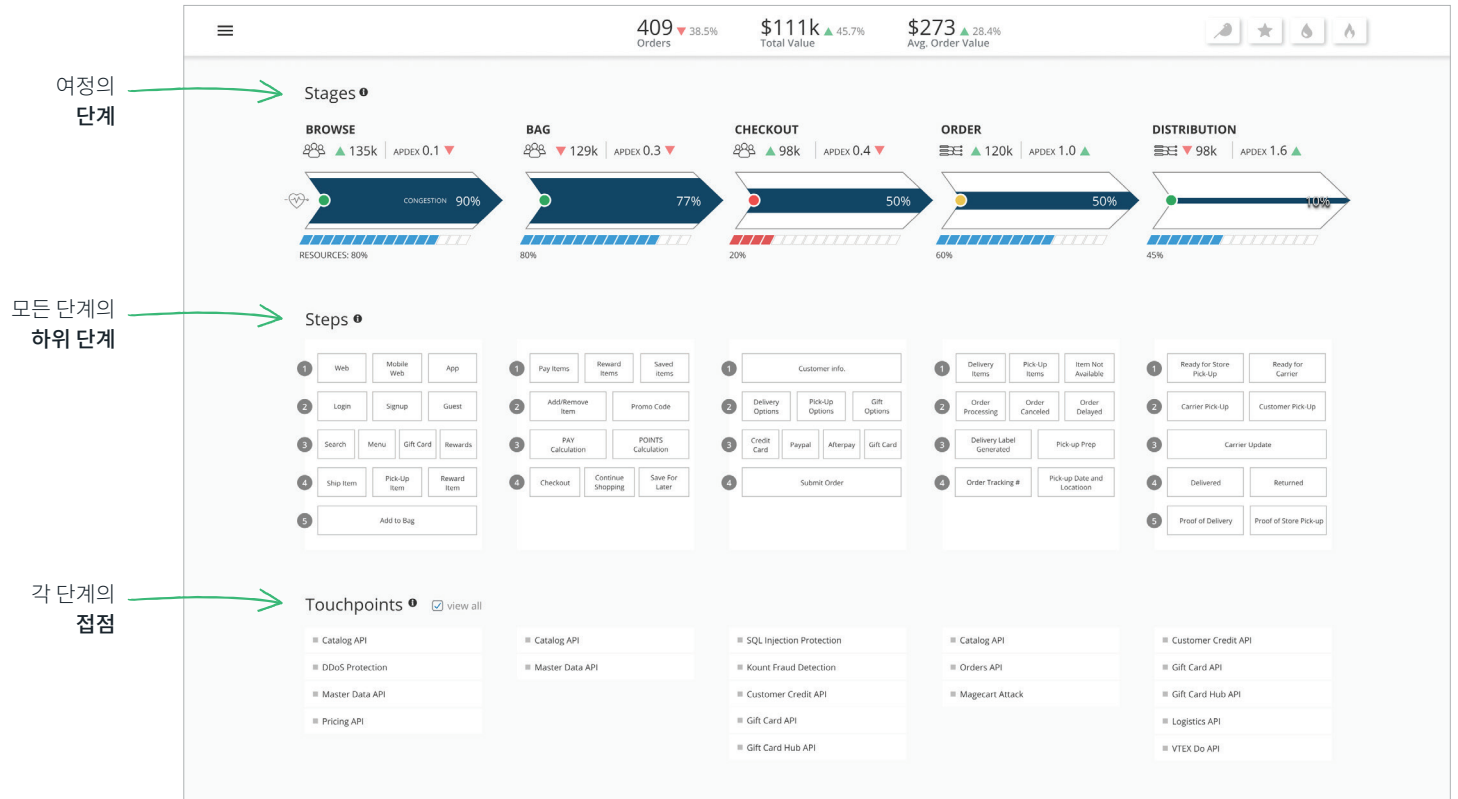 409 ▼ 38.5%
Orders
$111k ▲ 45.7%
Total Value
$273 ▲ 28.4%
Avg. Order Value
여정의
단계
Stages
BROWSE
▲ 135k APDEX 0.1 ▼
CONGESTION 90%
RESOURCES: 80%
BAG
▼ 129k APDEX 0.3 ▼
77%
80%
CHECKOUT
▲ 98k APDEX 0.4 ▼
50%
20%
ORDER
▲ 120k APDEX 1.0 ▲
50%
60%
DISTRIBUTION
▼ 98k APDEX 1.6 ▲
10%
45%
모든 단계의
하위 단계
Steps
1 Web Mobile Web App
2 Login Signup Guest
3 Search Menu Gift Card Rewards
4 Ship Item Pick-Up Item Reward Item
5 Add to Bag
1 Pay Items Reward Items Saved items
2 Add/Remove Item Promo Code
3 PAY Calculation POINTS Calculation
4 Checkout Continue Shopping Save For Later
1 Customer info.
2 Delivery Options Pick-Up Options Gift Options
3 Credit Card Paypal Afterpay Gift Card
4 Submit Order
1 Delivery Items Pick-Up Items Item Not Available
2 Order Processing Order Canceled Order Delayed
3 Delivery Label Generated Pick-up Prep
4 Order Tracking # Pick-up Date and Locatioon
1 Ready for Store Pick-Up Ready for Carrier
2 Carrier Pick-Up Customer Pick-Up
3 Carrier Update
4 Delivered Returned
5 Proof of Delivery Proof of Store Pick-up
각 단계의
접점
Touchpoints view all
Catalog API
DDoS Protection
Master Data API
Pricing API
Catalog API
Master Data API
SQL Injection Protection
Kount Fraud Detection
Customer Credit API
Gift Card API
Gift Card Hub API
Catalog API
Orders API
Magecart Attack
Customer Credit API
Gift Card API
Gift Card Hub API
Logistics API
VTEX Do API